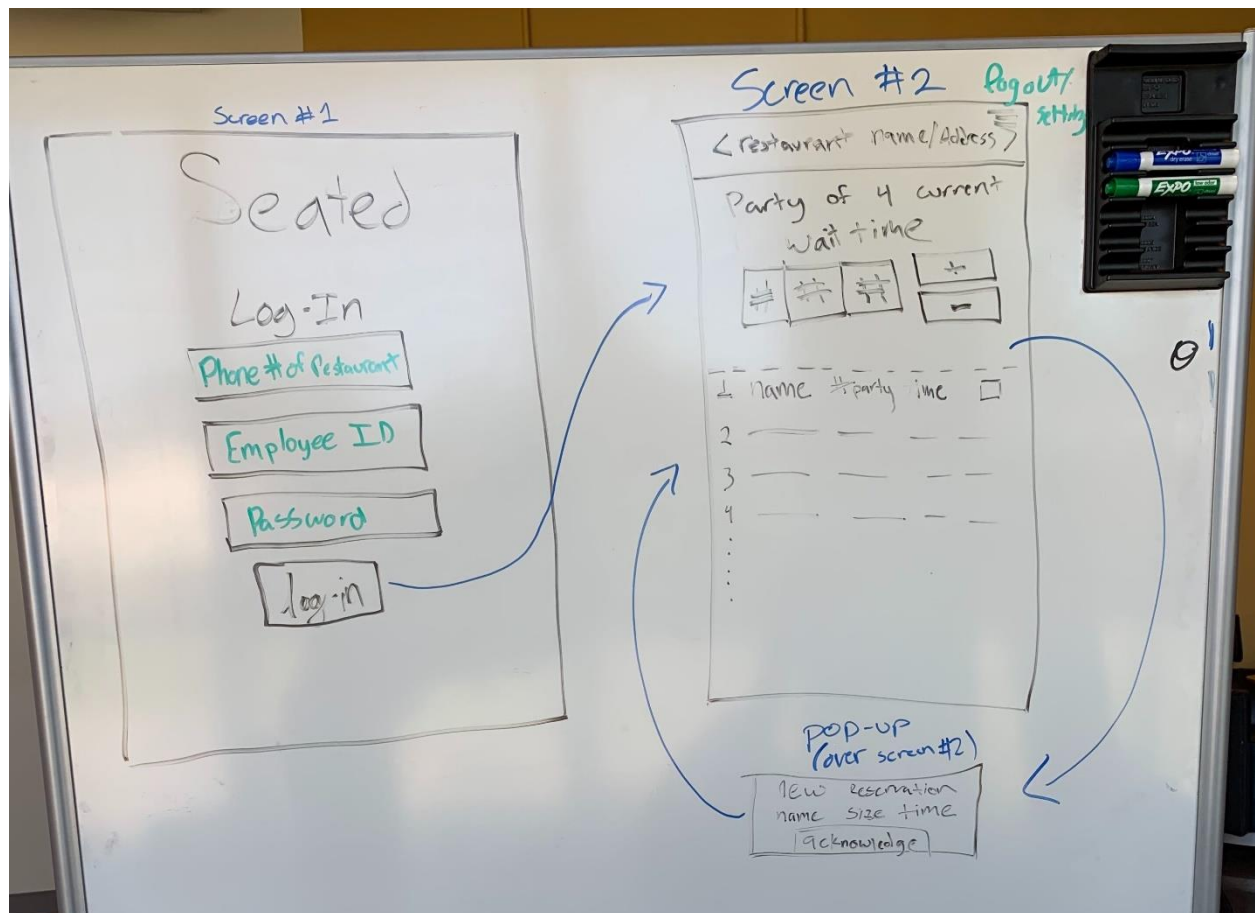 Screen #1
Seated
Log-In
Phone # of Restaurant
Employee ID
Password
log-in
Screen #2
Logout/
setting
<restaurant name/Address>
Party of 4 current
wait time
# # #
+
-
1 name #party time
2
3
4
POP-UP
(over screen #2)
new reservation
name size time
acknowledge
EXPO
EXPO